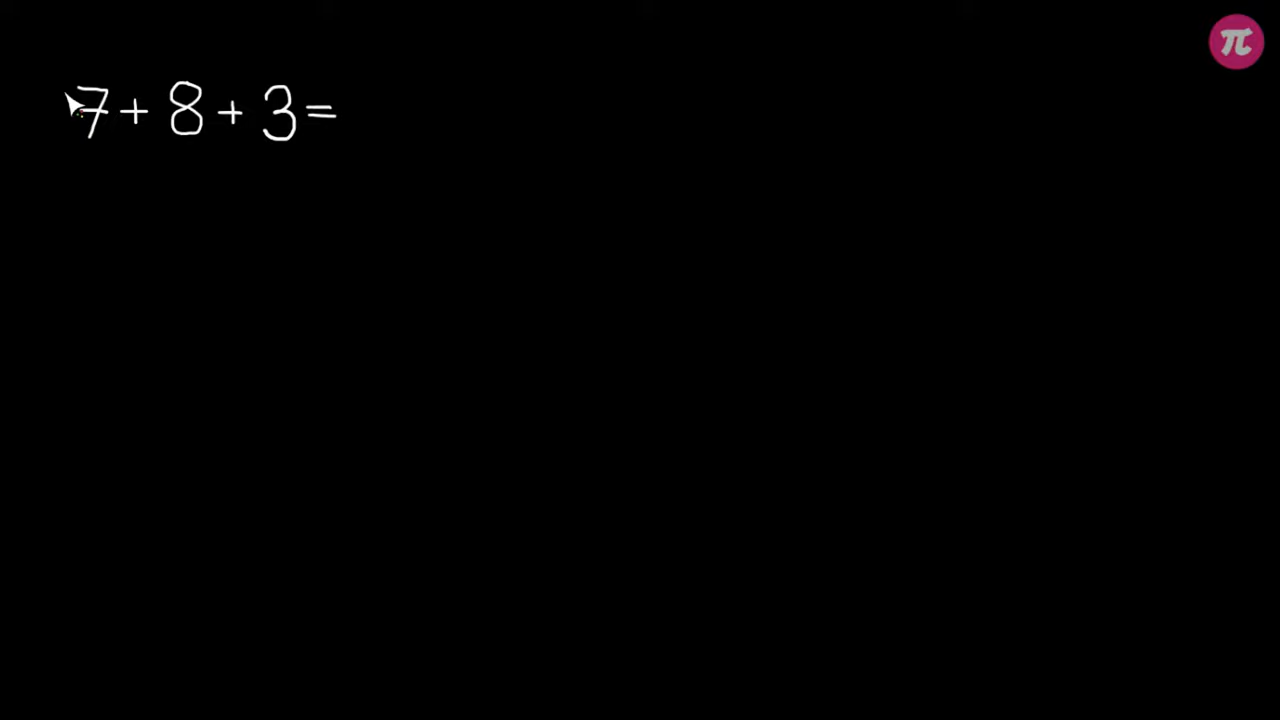 7 + 8 + 3 =
π